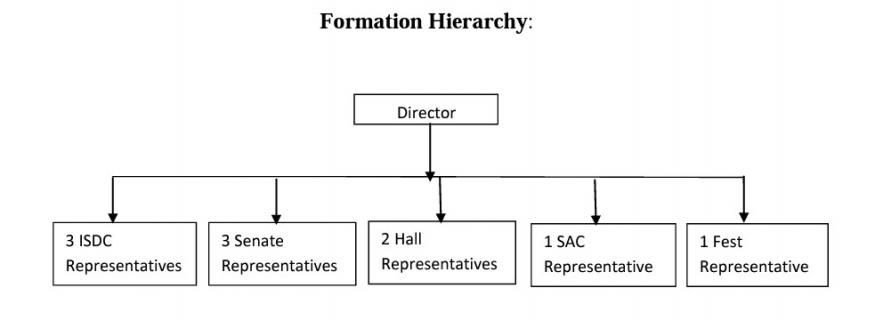 Formation Hierarchy:
Director
3 ISDC
Representatives
3 Senate
Representatives
2 Hall
Representatives
1 SAC
Representative
1 Fest
Representative